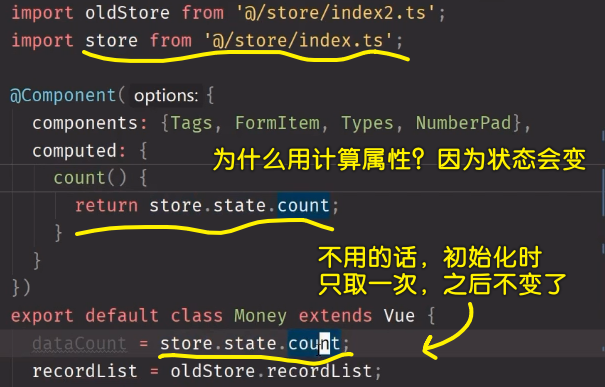 import oldStore from '@/store/index2.ts';
import store from '@/store/index.ts';
@Component( options: {
components: {Tags, FormItem, Types, NumberPad},
computed: {
为什么用计算属性？因为状态会变
count() {
return store.state.count;
}
}
不用的话，初始化时
只取一次，之后不变了
})
export default class Money extends Vue {
dataCount = store.state.count;
recordList = oldStore.recordList;